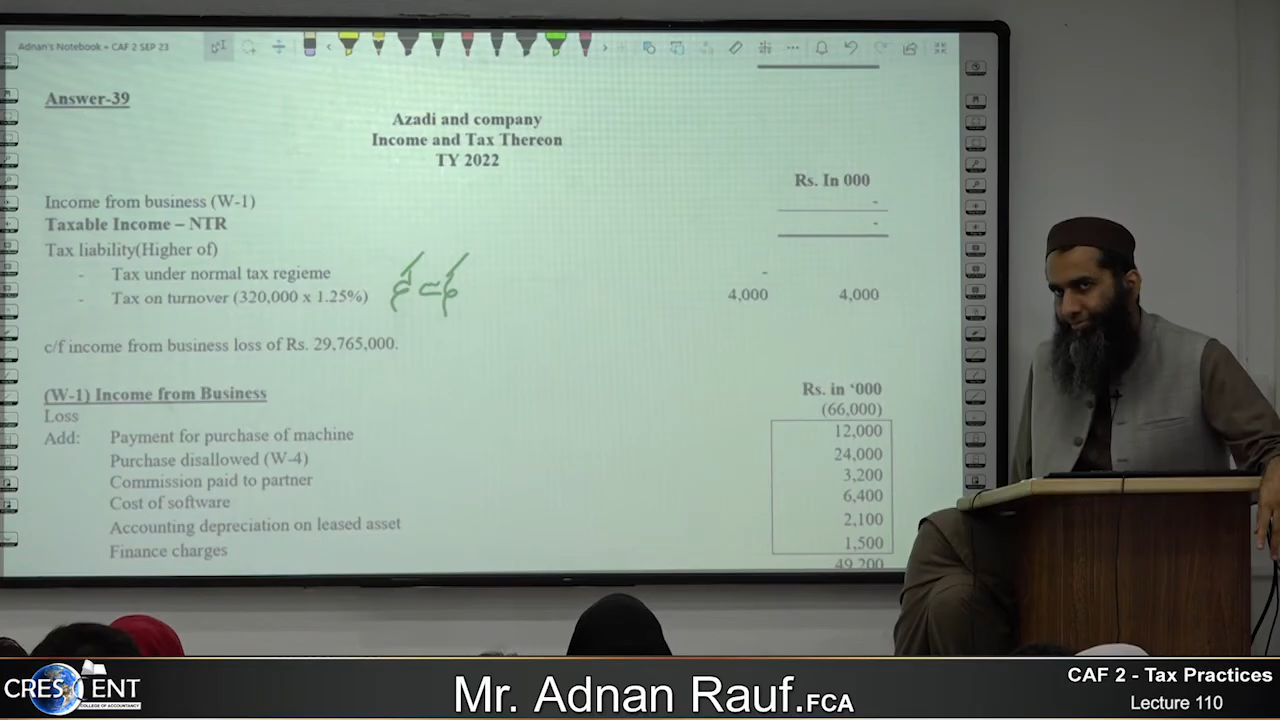 Adnan's Notebook » CAF 2 SEP 23
Answer-39
Azadi and company
Income and Tax Thereon
TY 2022
Rs. In 000
Income from business (W-1) -
Taxable Income – NTR -
Tax liability(Higher of)
- Tax under normal tax regieme -
- Tax on turnover (320,000 x 1.25%) 4,000 4,000
c/f income from business loss of Rs. 29,765,000.
(W-1) Income from Business Rs. in ‘000
Loss (66,000)
Add: Payment for purchase of machine 12,000
Purchase disallowed (W-4) 24,000
Commission paid to partner 3,200
Cost of software 6,400
Accounting depreciation on leased asset 2,100
Finance charges 1,500
49,200
CRESCENT
COLLEGE OF ACCOUNTANCY
Mr. Adnan Rauf.FCA
CAF 2 - Tax Practices
Lecture 110